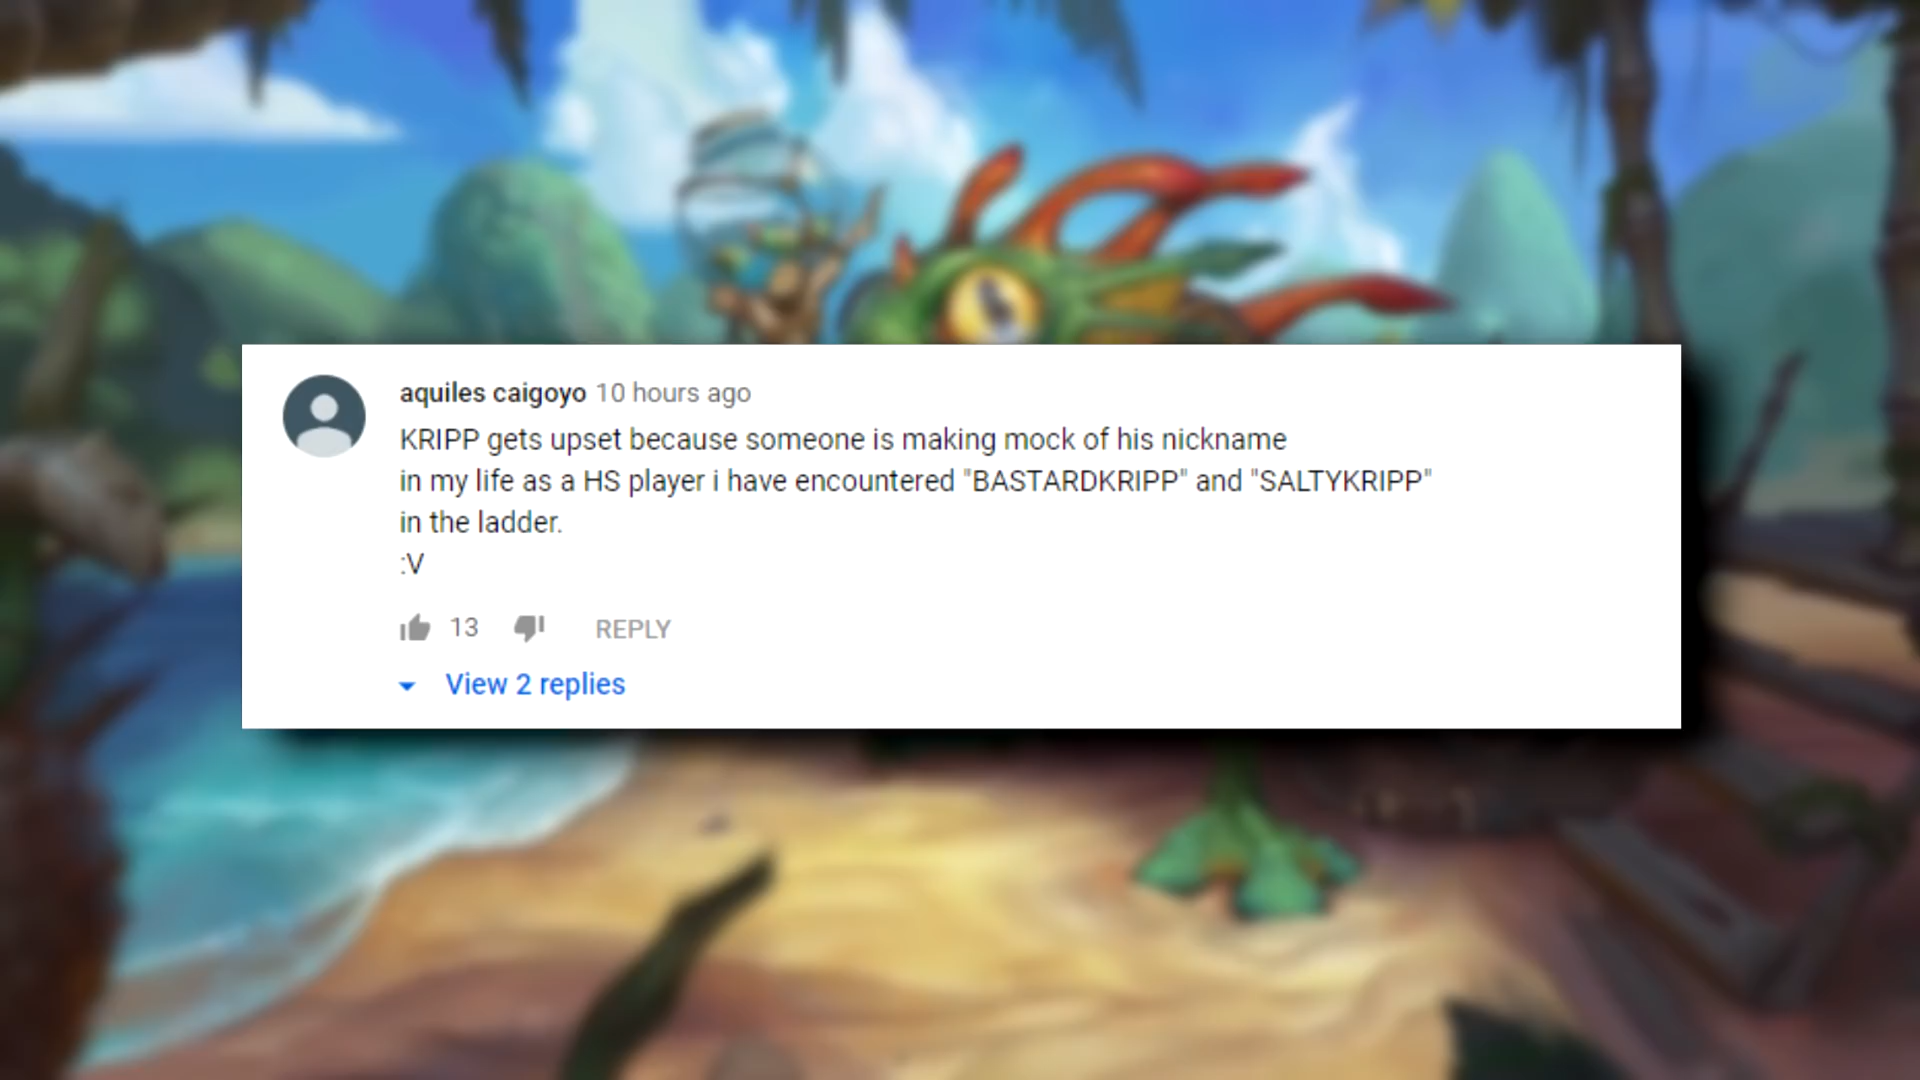 aquiles caigoyo 10 hours ago
KRIPP gets upset because someone is making mock of his nickname
in my life as a HS player i have encountered "BASTARDKRIPP" and "SALTYKRIPP"
in the ladder.
:V
13 REPLY
View 2 replies